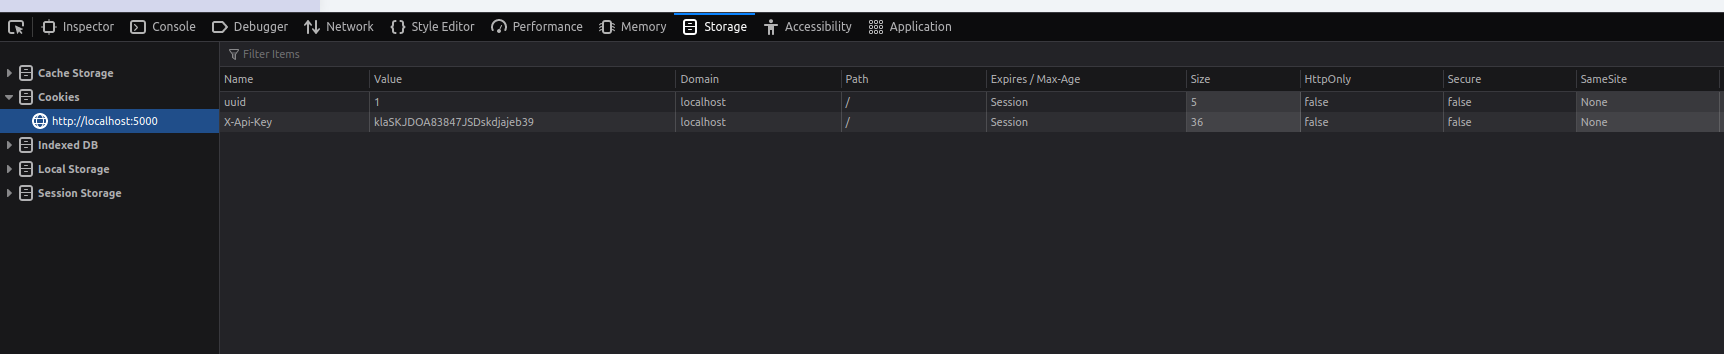 Inspector Console Debugger Network Style Editor Performance Memory Storage Accessibility Application
Filter Items
Cache Storage
Cookies
http://localhost:5000
Indexed DB
Local Storage
Session Storage
Name Value Domain Path Expires / Max-Age Size HttpOnly Secure SameSite
uuid 1 localhost / Session 5 false false None
X-Api-Key klaSKJDOA83847JSDskdjajeb39 localhost / Session 36 false false None